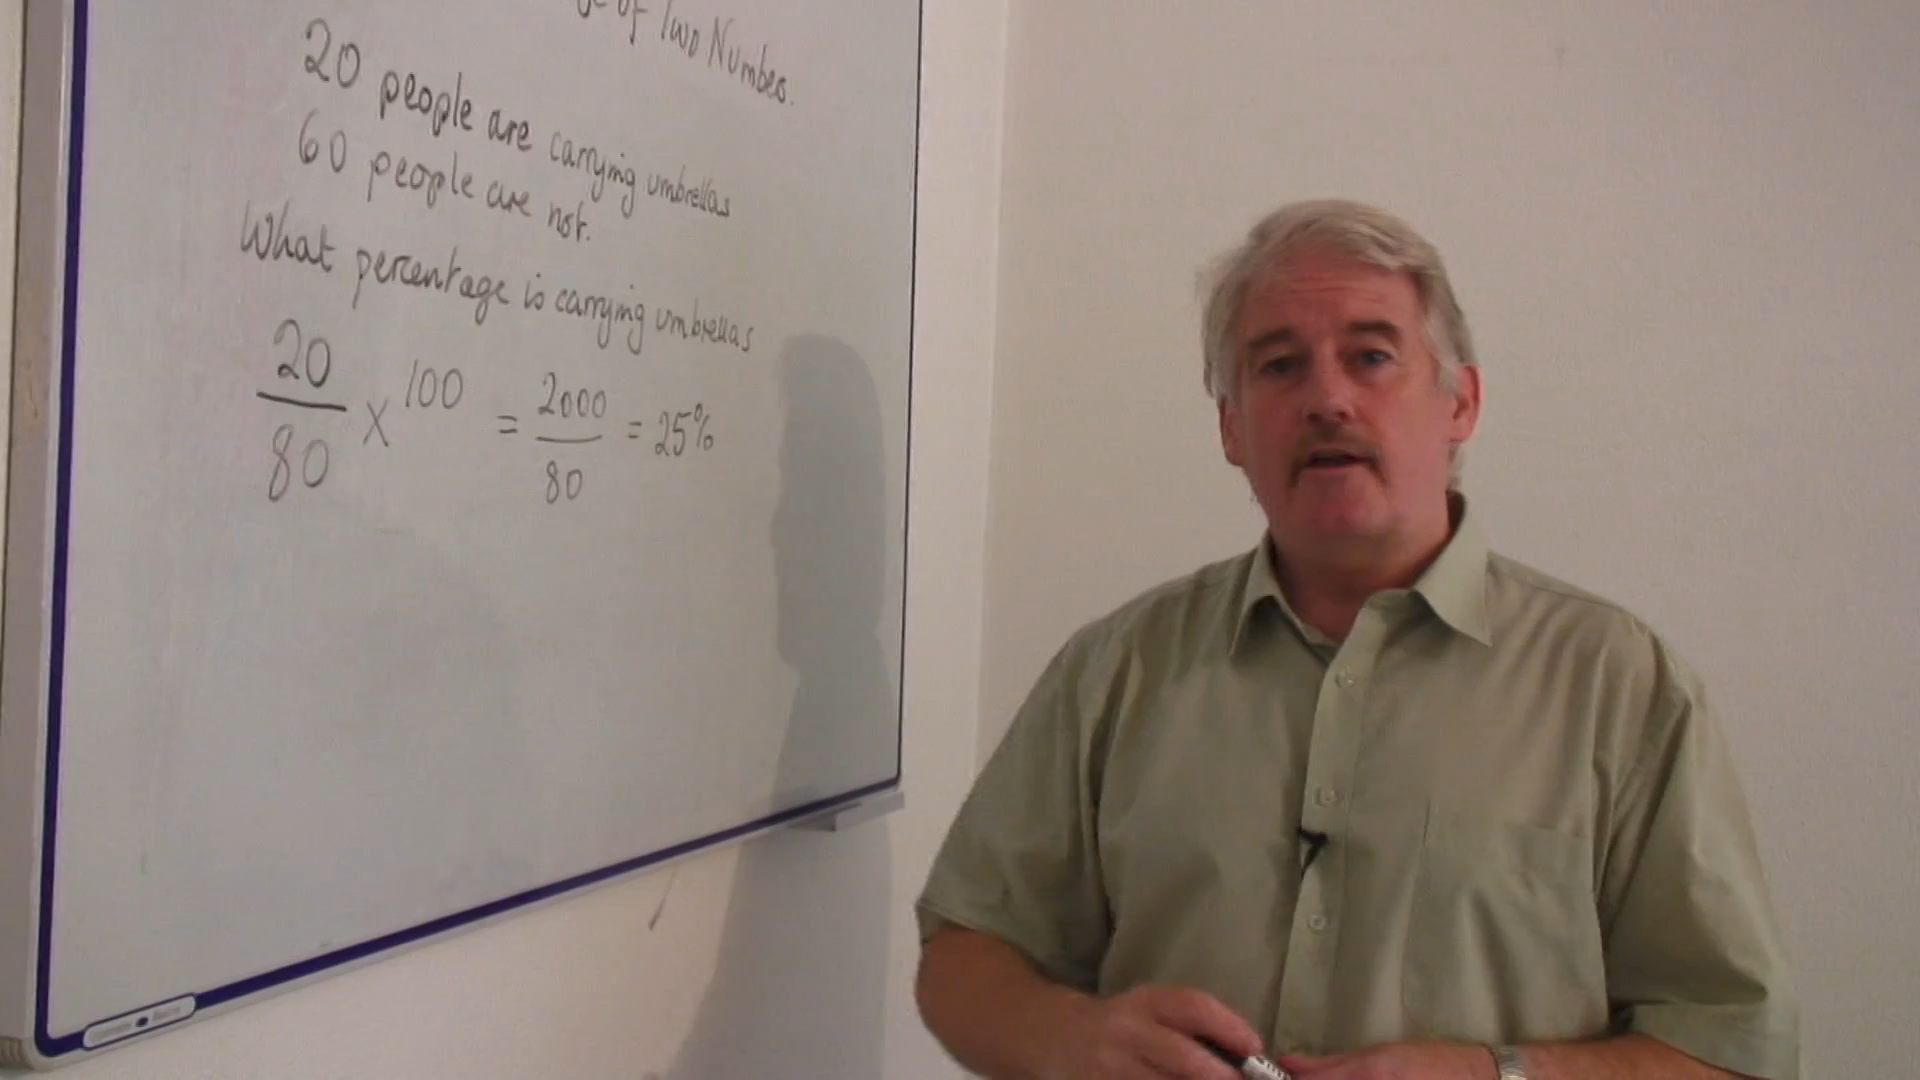 of Two Numbers.
20 people are carrying umbrellas
60 people are not.
What percentage is carrying umbrellas
20/80 x 100 = 2000/80 = 25%